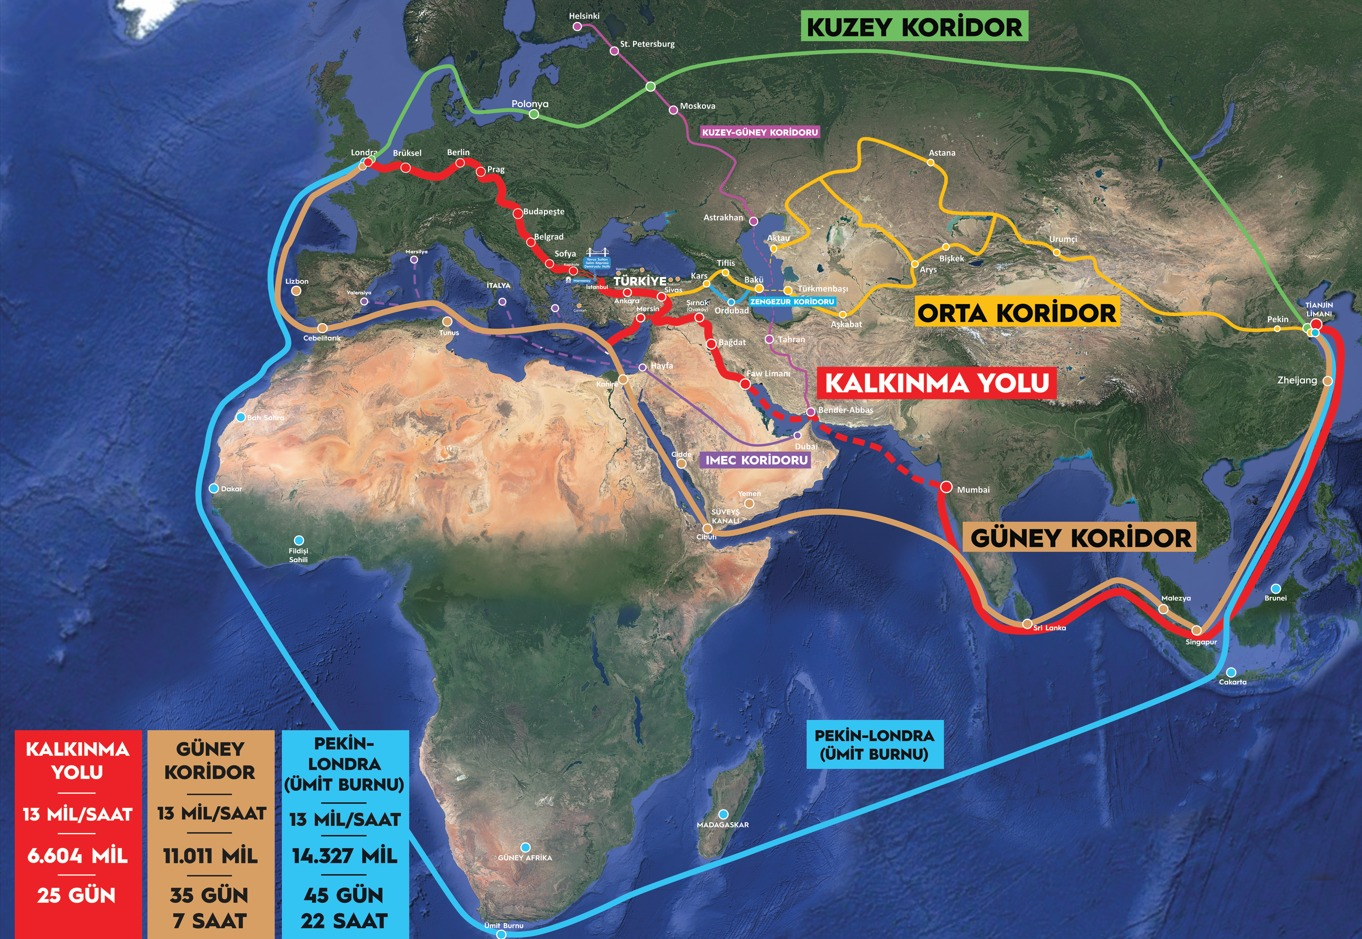 Helsinki
St. Petersburg
KUZEY KORİDOR
Polonya
Moskova
KUZEY-GÜNEY KORİDORU
Londra
Brüksel
Berlin
Prag
Astana
Budapeşte
Astrakhan
Belgrad
Aktau
Urumçi
Marsilya
Sofya
Tiflis
Bişkek
Arys
Lizbon
Valensiya
İTALYA
İstanbul
TÜRKİYE
Ankara
Sivas
Kars
Bakü
Türkmenbaşı
ZENGEZUR KORİDORU
Ordubad
Mersin
Şırnak
(Ovaköy)
Aşkabat
ORTA KORİDOR
TİANJİN
LİMANI
Pekin
Cebelitarık
Tunus
Bağdat
Tahran
Hayfa
Faw Limanı
KALKINMA YOLU
Zheijang
Kahire
Bender-Abbas
Batı Sahra
Dubai
IMEC KORİDORU
Cidde
Dakar
Yemen
Mumbai
SÜVEYŞ
KANALI
Cibuti
GÜNEY KORİDOR
Fildişi
Sahili
Malezya
Brunei
Sri Lanka
Singapur
Cakarta
PEKİN-LONDRA
(ÜMİT BURNU)
MADAGASKAR
GÜNEY AFRİKA
Ümit Burnu
KALKINMA
YOLU
13 MİL/SAAT
6.604 MİL
25 GÜN
GÜNEY
KORİDOR
13 MİL/SAAT
11.011 MİL
35 GÜN
7 SAAT
PEKİN-
LONDRA
(ÜMİT BURNU)
13 MİL/SAAT
14.327 MİL
45 GÜN
22 SAAT